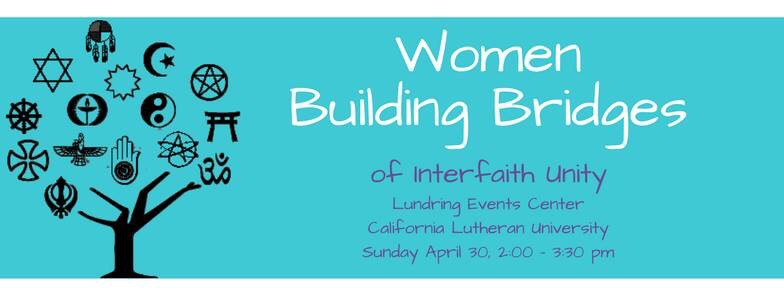 Women
Building Bridges
of Interfaith Unity
Lundring Events Center
California Lutheran University
Sunday April 30, 2:00 - 3:30 pm